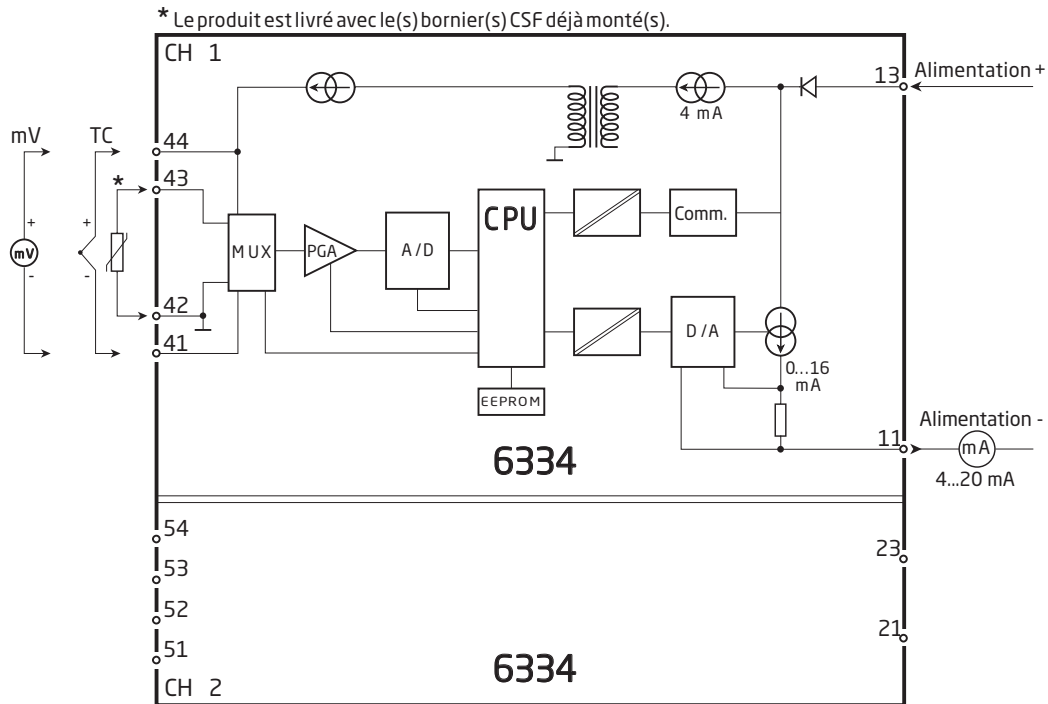 * Le produit est livré avec le(s) bornier(s) CSF déjà monté(s).
CH 1
13
Alimentation +
4 mA
mV
TC
44
*
43
+
mV
-
+
-
MUX
PGA
A/D
CPU
Comm.
42
41
D/A
0...16
mA
EEPROM
Alimentation -
11
mA
4...20 mA
6334
54
53
52
51
23
21
6334
CH 2